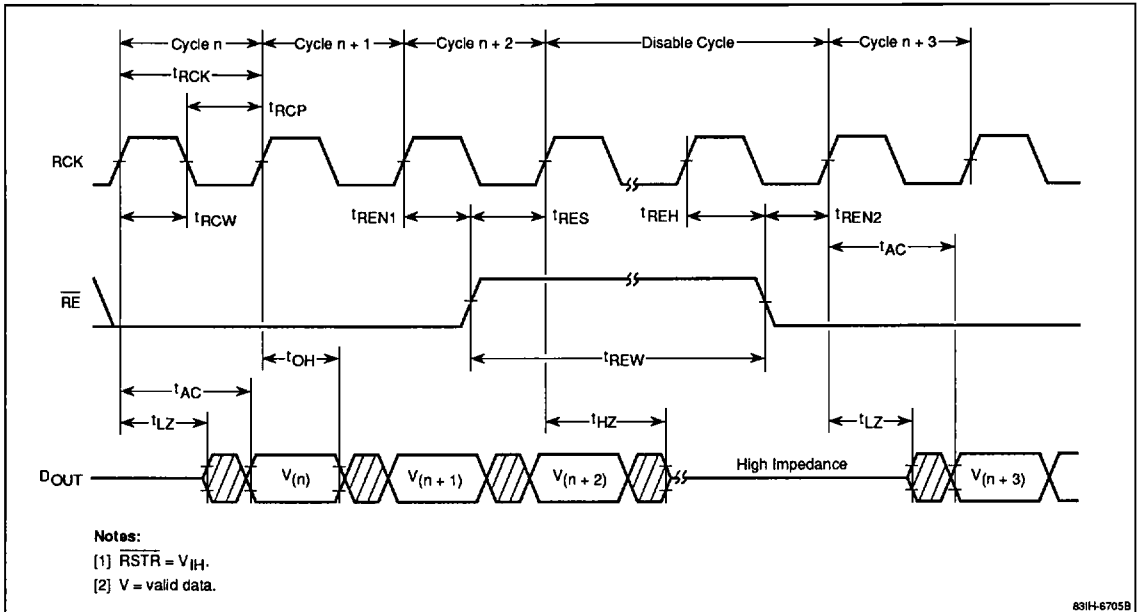 Cycle n
Cycle n + 1
Cycle n + 2
Disable Cycle
Cycle n + 3
tRCK
tRCP
RCK
tRCW
tREN1
tRES
tREH
tREN2
tAC
RE
tOH
tREW
tAC
tLZ
tHZ
tLZ
DOUT
V(n)
V(n + 1)
V(n + 2)
High Impedance
V(n + 3)
Notes:
[1] RSTR = VIH.
[2] V = valid data.
83IH-6705B